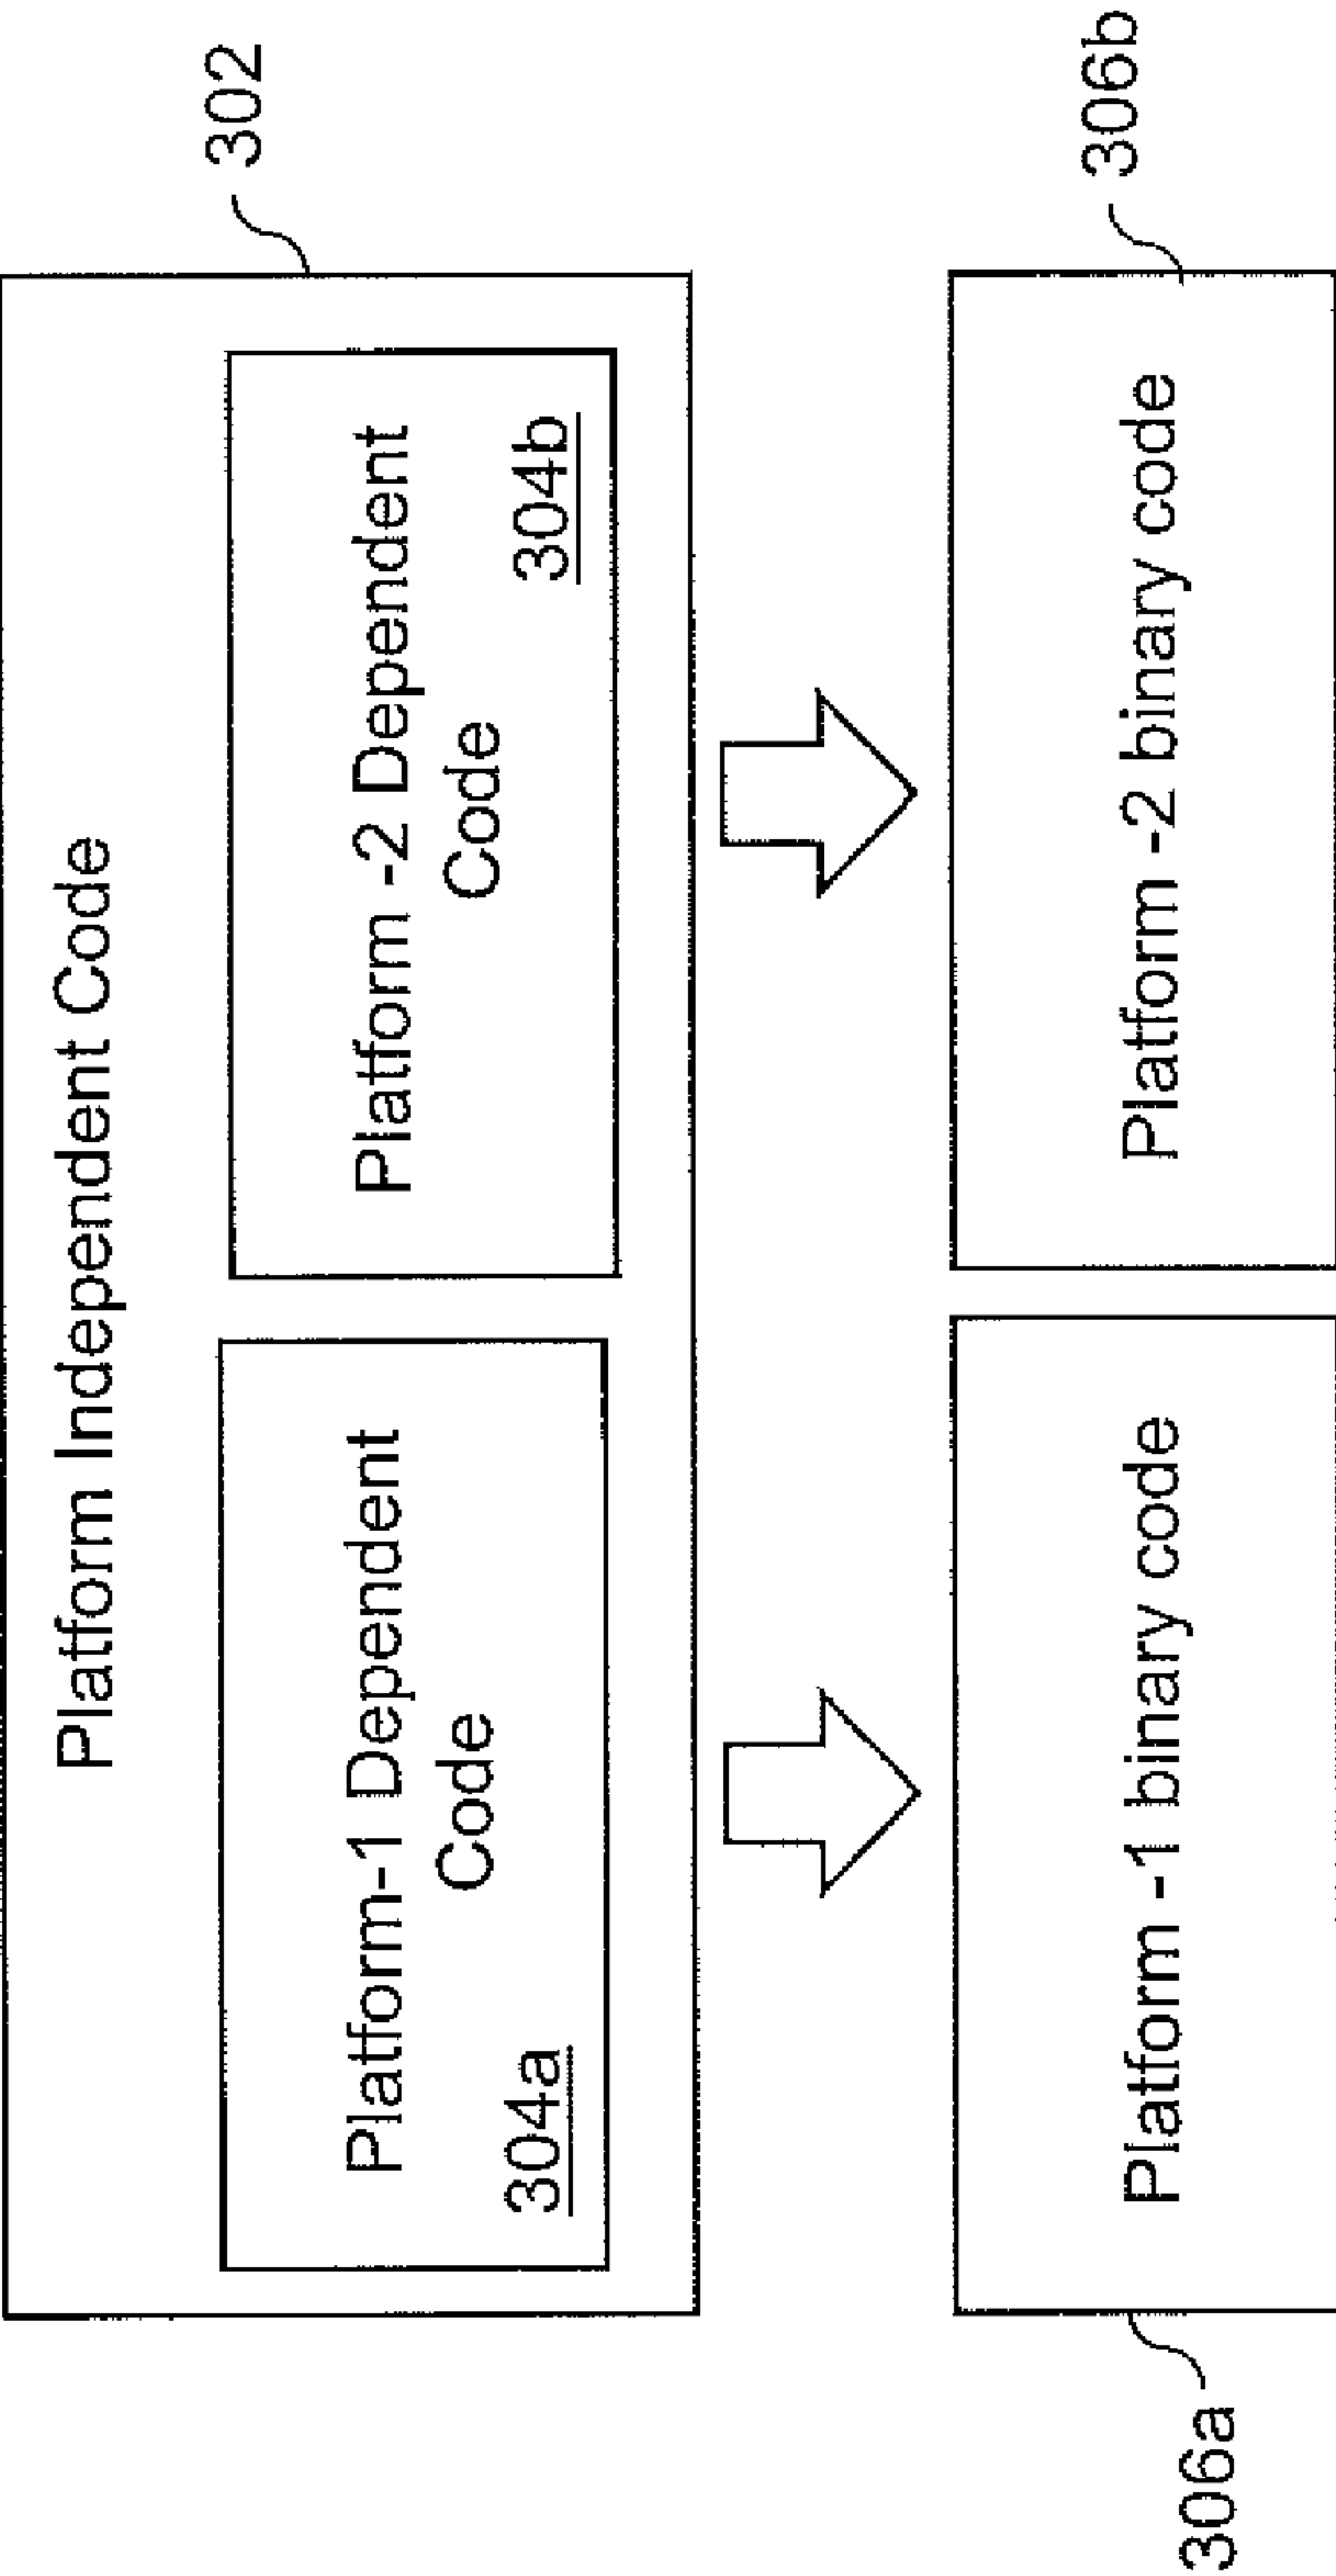 Platform Independent Code
302
Platform-1 Dependent
Code
304a
Platform -2 Dependent
Code
304b
Platform -1 binary code
306a
Platform -2 binary code
306b